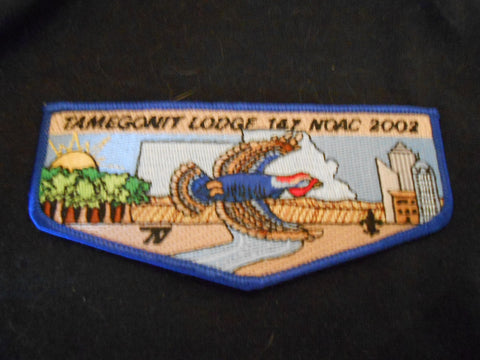 TAMEGONIT LODGE 147 NOAC 2002